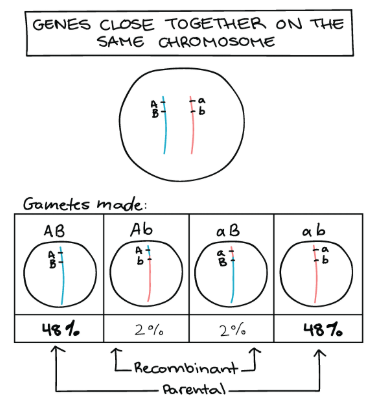 GENES CLOSE TOGETHER ON THE
SAME CHROMOSOME
A a
B b
Gametes made:
AB Ab aB ab
A A a a
B b B b
48% 2% 2% 48%
Recombinant
Parental